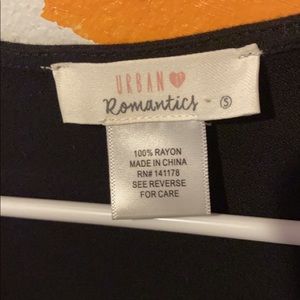 URBAN
Romantics S
100% RAYON
MADE IN CHINA
RN# 141178
SEE REVERSE
FOR CARE